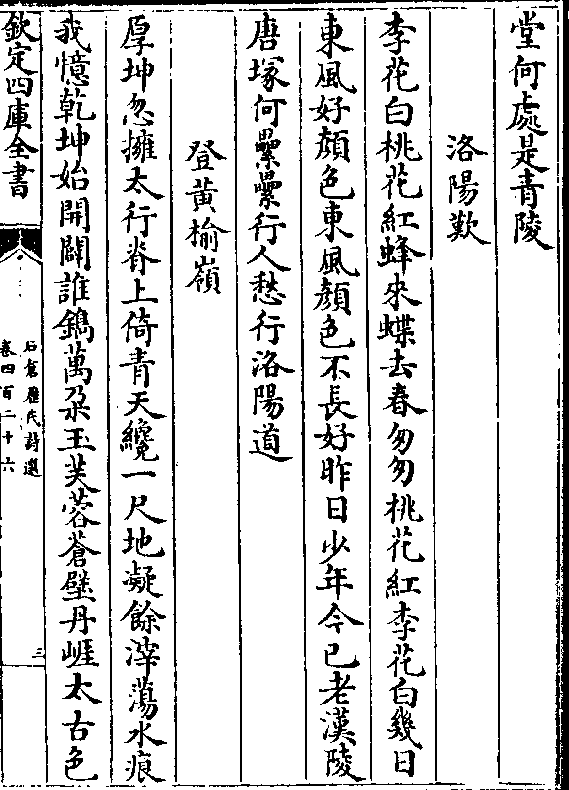 堂何處是青陵
洛陽歎
李花白桃花紅蜂來蝶去春匆匆桃花紅李花白幾日
東風好顔色東風顔色不長好昨日少年今已老漢陵
唐塚何纍纍行人愁行洛陽道
登黄榆嶺
厚坤忽擁太行脊上倚青天纔一尺地凝餘滓蕩水痕
我憶乾坤始開闢誰鐫萬朶玉芙蓉蒼壁丹崕太古色
欽定四庫全書
石倉歷代詩選
卷四百二十六
三